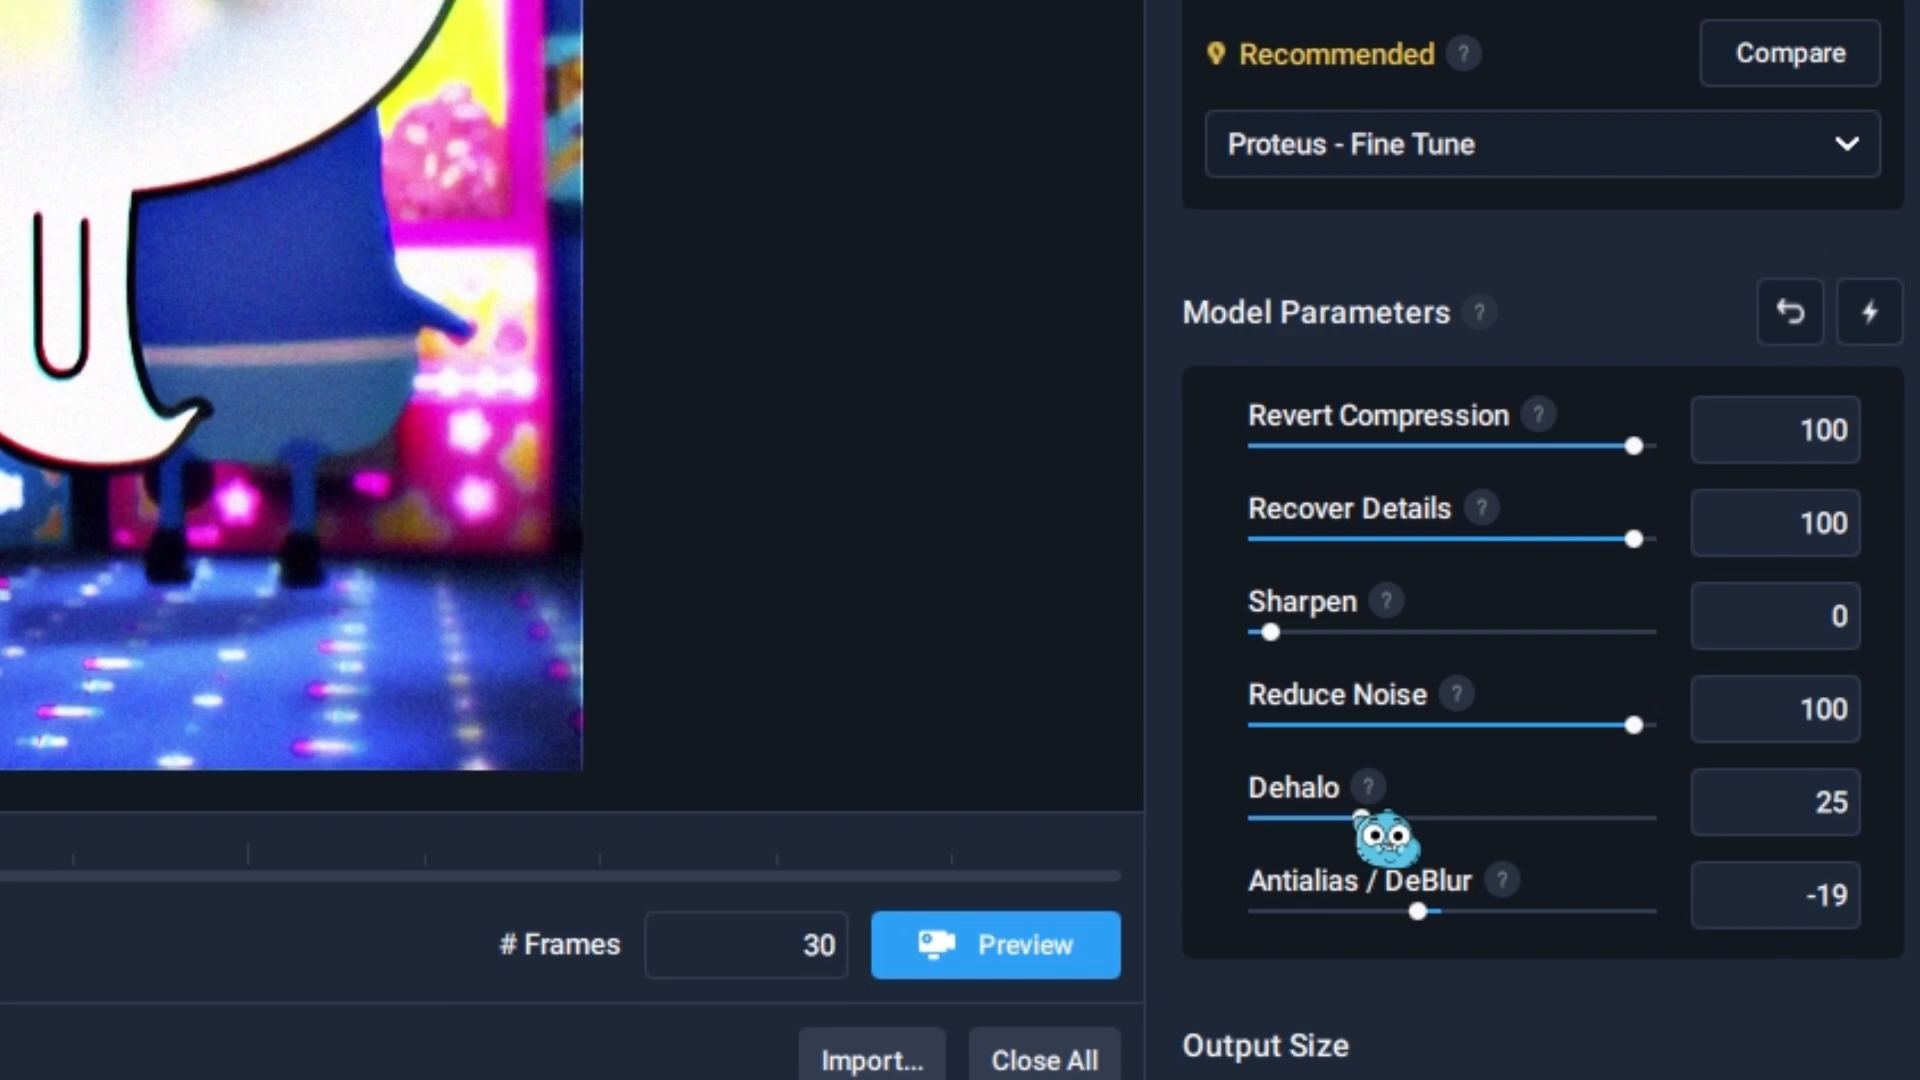 Recommended ?
Compare
Proteus - Fine Tune
Model Parameters ?
Revert Compression ? 100
Recover Details ? 100
Sharpen ? 0
Reduce Noise ? 100
Dehalo ? 25
Antialias / DeBlur ? -19
# Frames 30 Preview
Import... Close All
Output Size